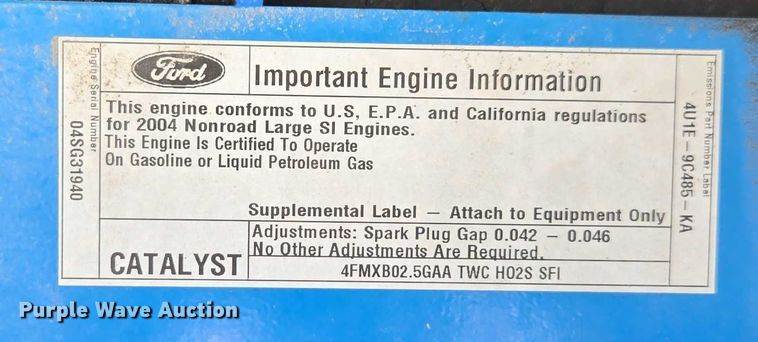 Ford
Important Engine Information
Engine Serial Number
04SG31940
This engine conforms to U.S, E.P.A. and California regulations
for 2004 Nonroad Large SI Engines.
This Engine Is Certified To Operate
On Gasoline or Liquid Petroleum Gas
Supplemental Label – Attach to Equipment Only
CATALYST
Adjustments: Spark Plug Gap 0.042 – 0.046
No Other Adjustments Are Required.
4FMXB02.5GAA TWC HO2S SFI
Emissions Part Number Label
4U1E – 9C485 – KA
Purple Wave Auction